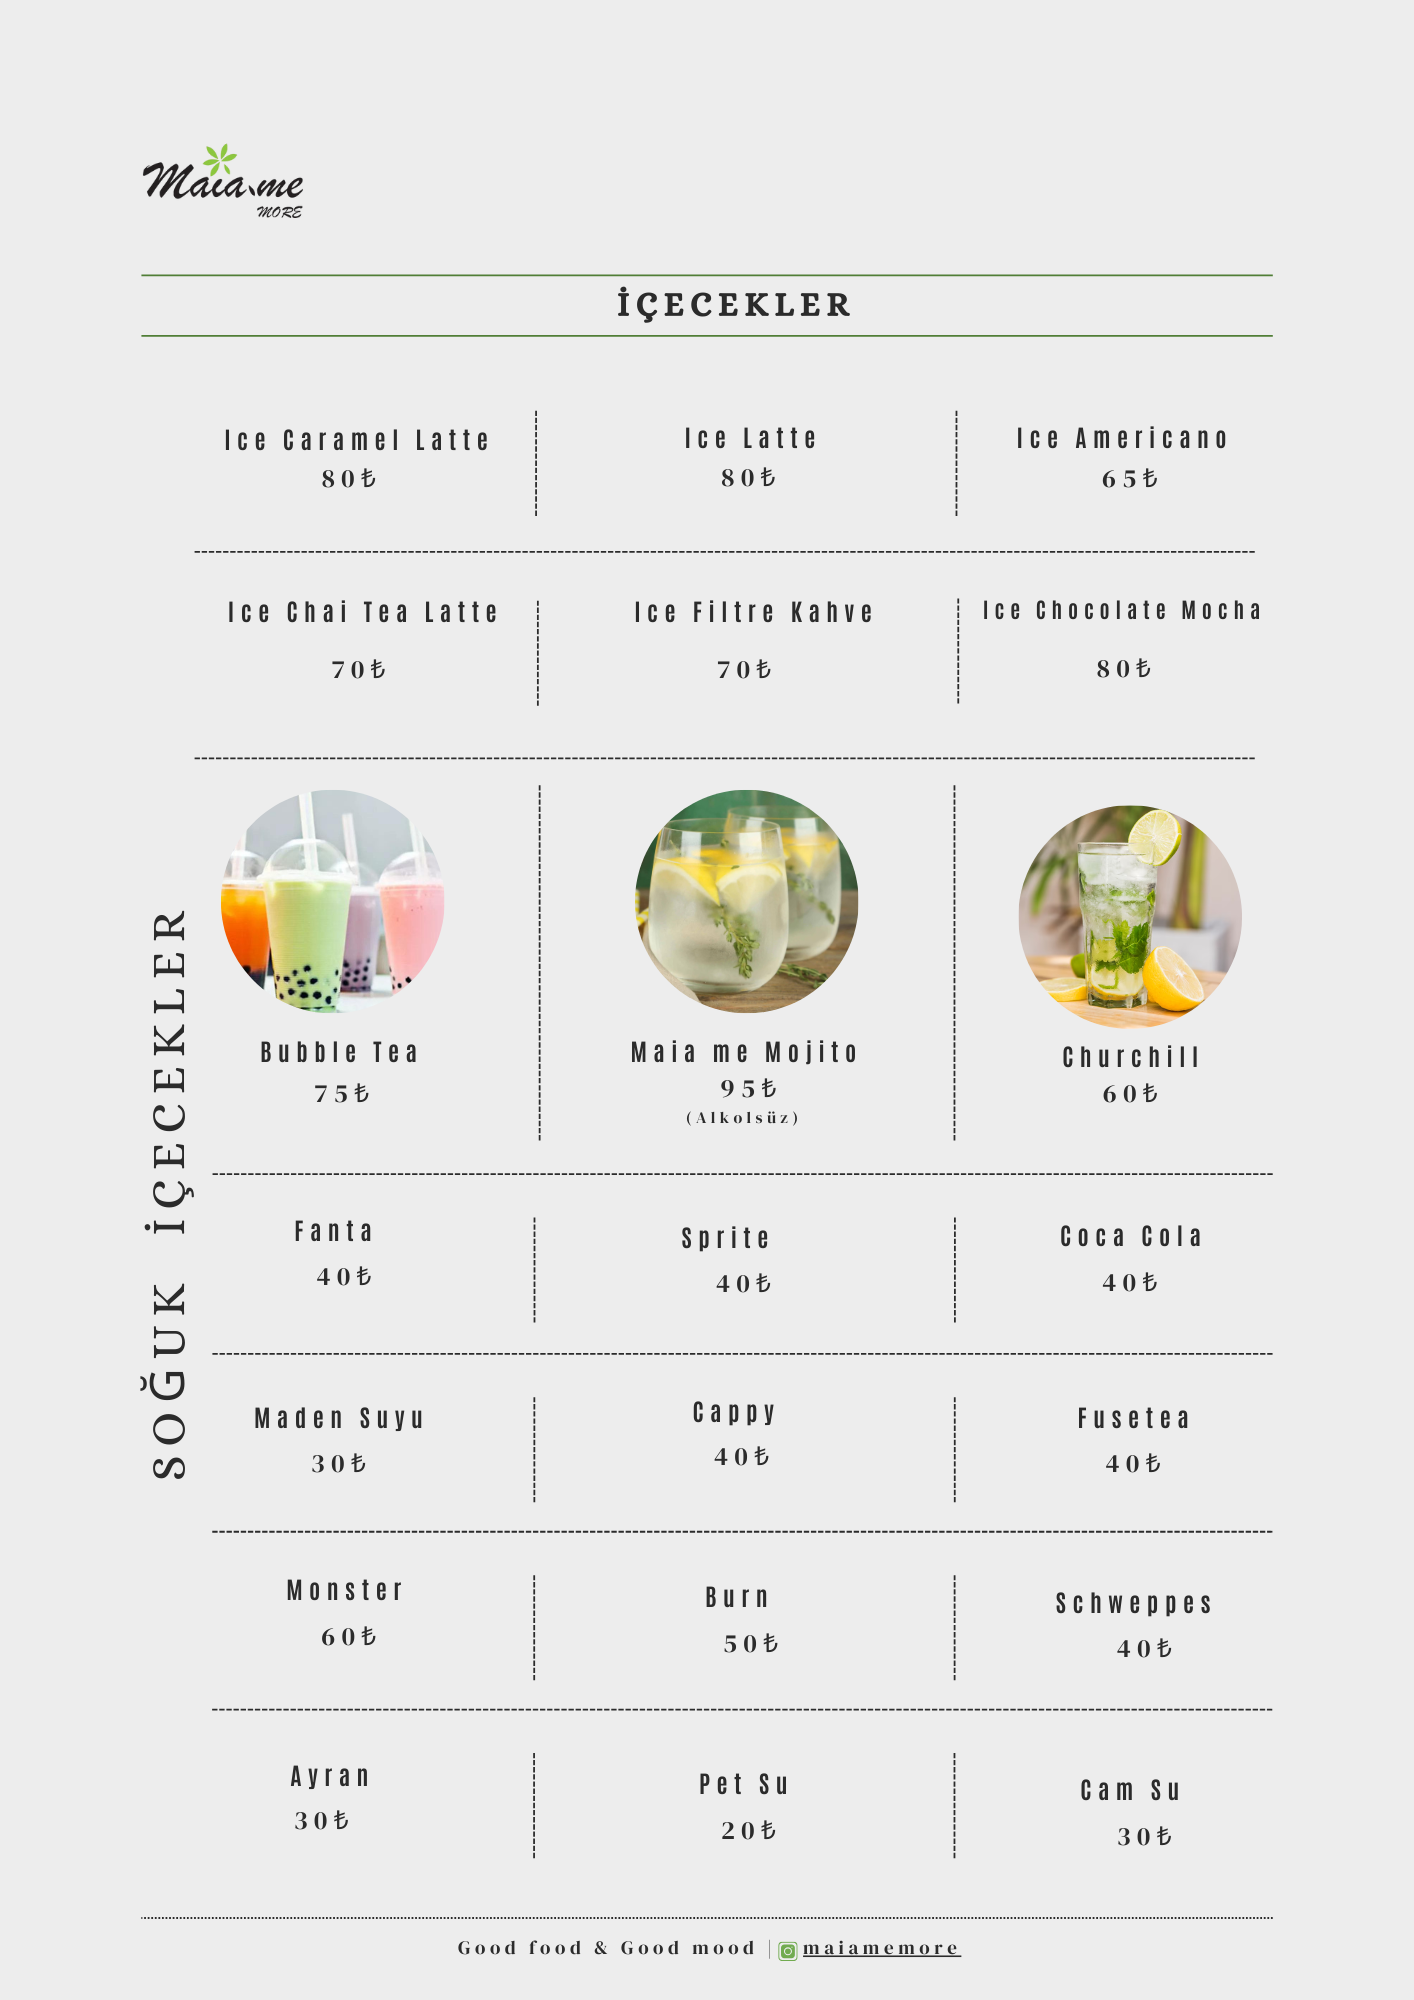 Maia.me
MORE
İÇECEKLER
Ice Caramel Latte
80₺
Ice Latte
80₺
Ice Americano
65₺
Ice Chai Tea Latte
70₺
Ice Filtre Kahve
70₺
Ice Chocolate Mocha
80₺
SOĞUK İÇECEKLER
Bubble Tea
75₺
Maia me Mojito
95₺
(Alkolsüz)
Churchill
60₺
Fanta
40₺
Sprite
40₺
Coca Cola
40₺
Maden Suyu
30₺
Cappy
40₺
Fusetea
40₺
Monster
60₺
Burn
50₺
Schweppes
40₺
Ayran
30₺
Pet Su
20₺
Cam Su
30₺
Good food & Good mood | maiamemore